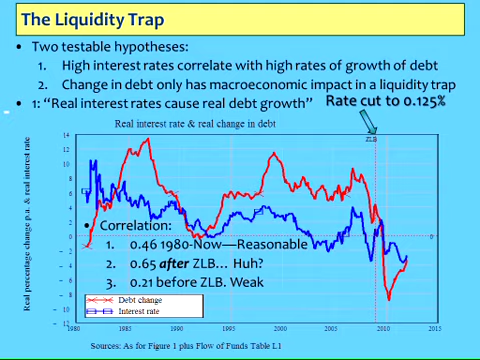 The Liquidity Trap
• Two testable hypotheses:
1. High interest rates correlate with high rates of growth of debt
2. Change in debt only has macroeconomic impact in a liquidity trap
• 1: “Real interest rates cause real debt growth”
Rate cut to 0.125%
Real interest rate & real change in debt
ZLB
Real percentage change p.a. & real interest rate
14
12
10
8
6
4
2
0
0
– 2
– 4
– 6
– 8
– 10
– 12
• Correlation:
1. 0.46 1980-Now—Reasonable
2. 0.65 after ZLB... Huh?
3. 0.21 before ZLB. Weak
Debt change
Interest rate
1980 1985 1990 1995 2000 2005 2010 2015
Sources: As for Figure 1 plus Flow of Funds Table L1